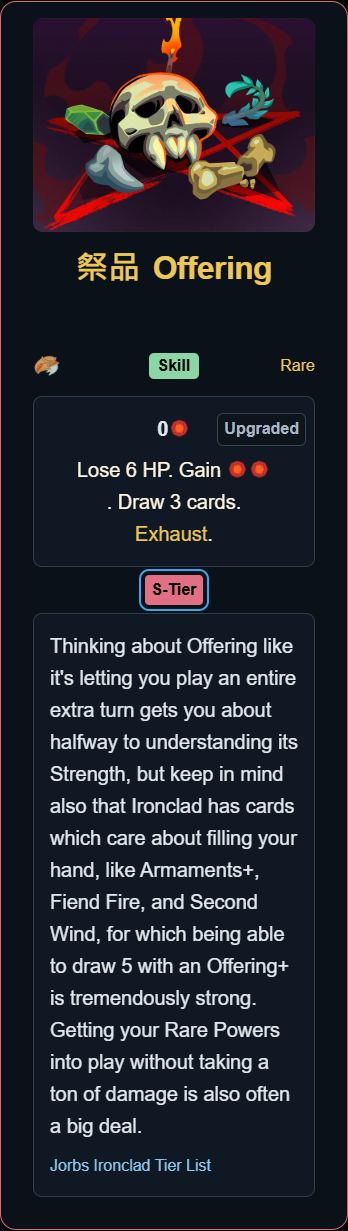 祭品 Offering
Skill
Rare
0
Upgraded
Lose 6 HP. Gain
. Draw 3 cards.
Exhaust.
S-Tier
Thinking about Offering like
it's letting you play an entire
extra turn gets you about
halfway to understanding its
Strength, but keep in mind
also that Ironclad has cards
which care about filling your
hand, like Armaments+,
Fiend Fire, and Second
Wind, for which being able
to draw 5 with an Offering+
is tremendously strong.
Getting your Rare Powers
into play without taking a
ton of damage is also often
a big deal.
Jorbs Ironclad Tier List